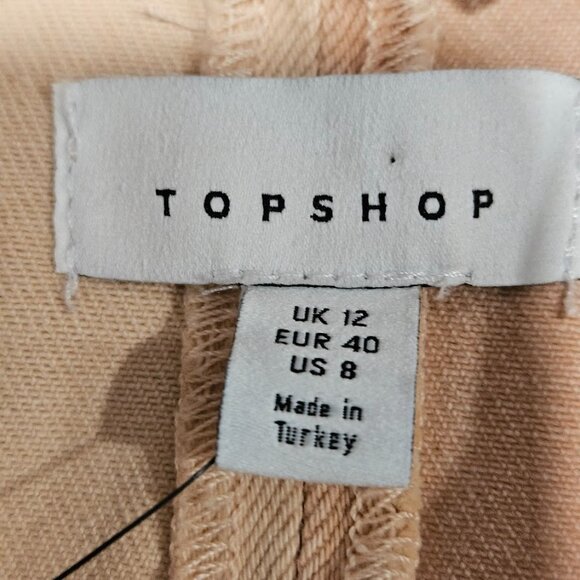 TOPSHOP
UK 12
EUR 40
US 8
Made in
Turkey